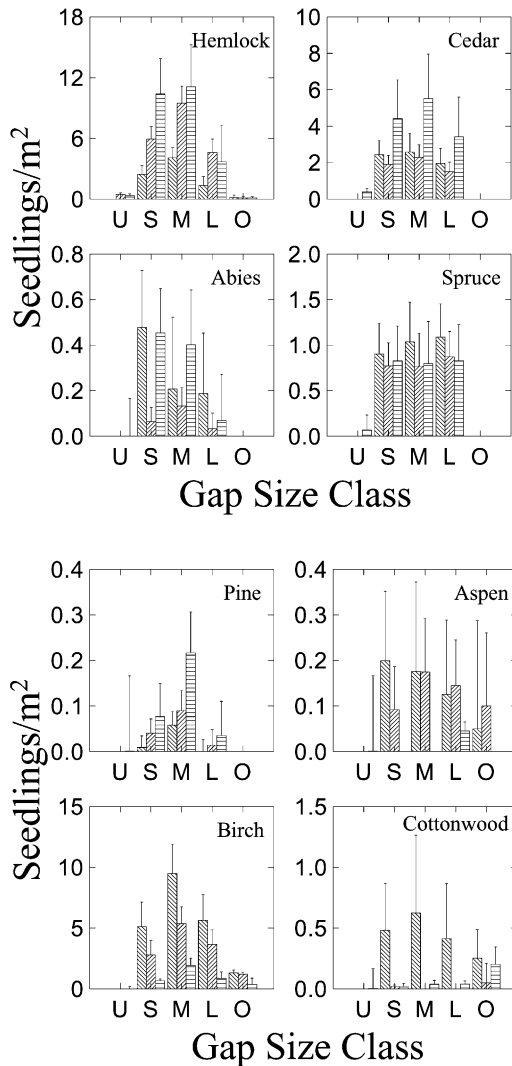 Seedlings/m²
Hemlock
18
12
6
0
U S M L O
Cedar
10
8
6
4
2
0
U S M L O
Abies
0.8
0.6
0.4
0.2
0.0
U S M L O
Spruce
2.0
1.5
1.0
0.5
0.0
U S M L O
Gap Size Class
Seedlings/m²
Pine
0.4
0.3
0.2
0.1
0.0
U S M L O
Aspen
0.4
0.3
0.2
0.1
0.0
U S M L O
Birch
15
10
5
0
U S M L O
Cottonwood
1.5
1.0
0.5
0.0
U S M L O
Gap Size Class